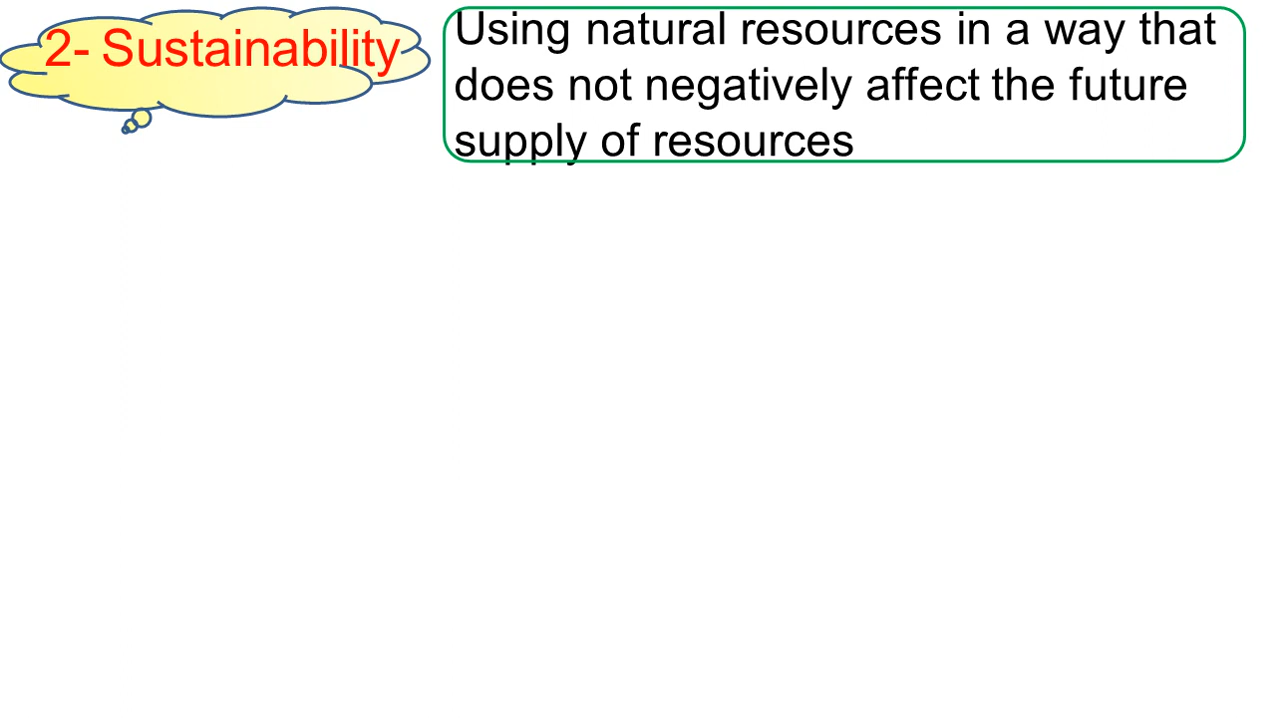 2- Sustainability
Using natural resources in a way that
does not negatively affect the future
supply of resources